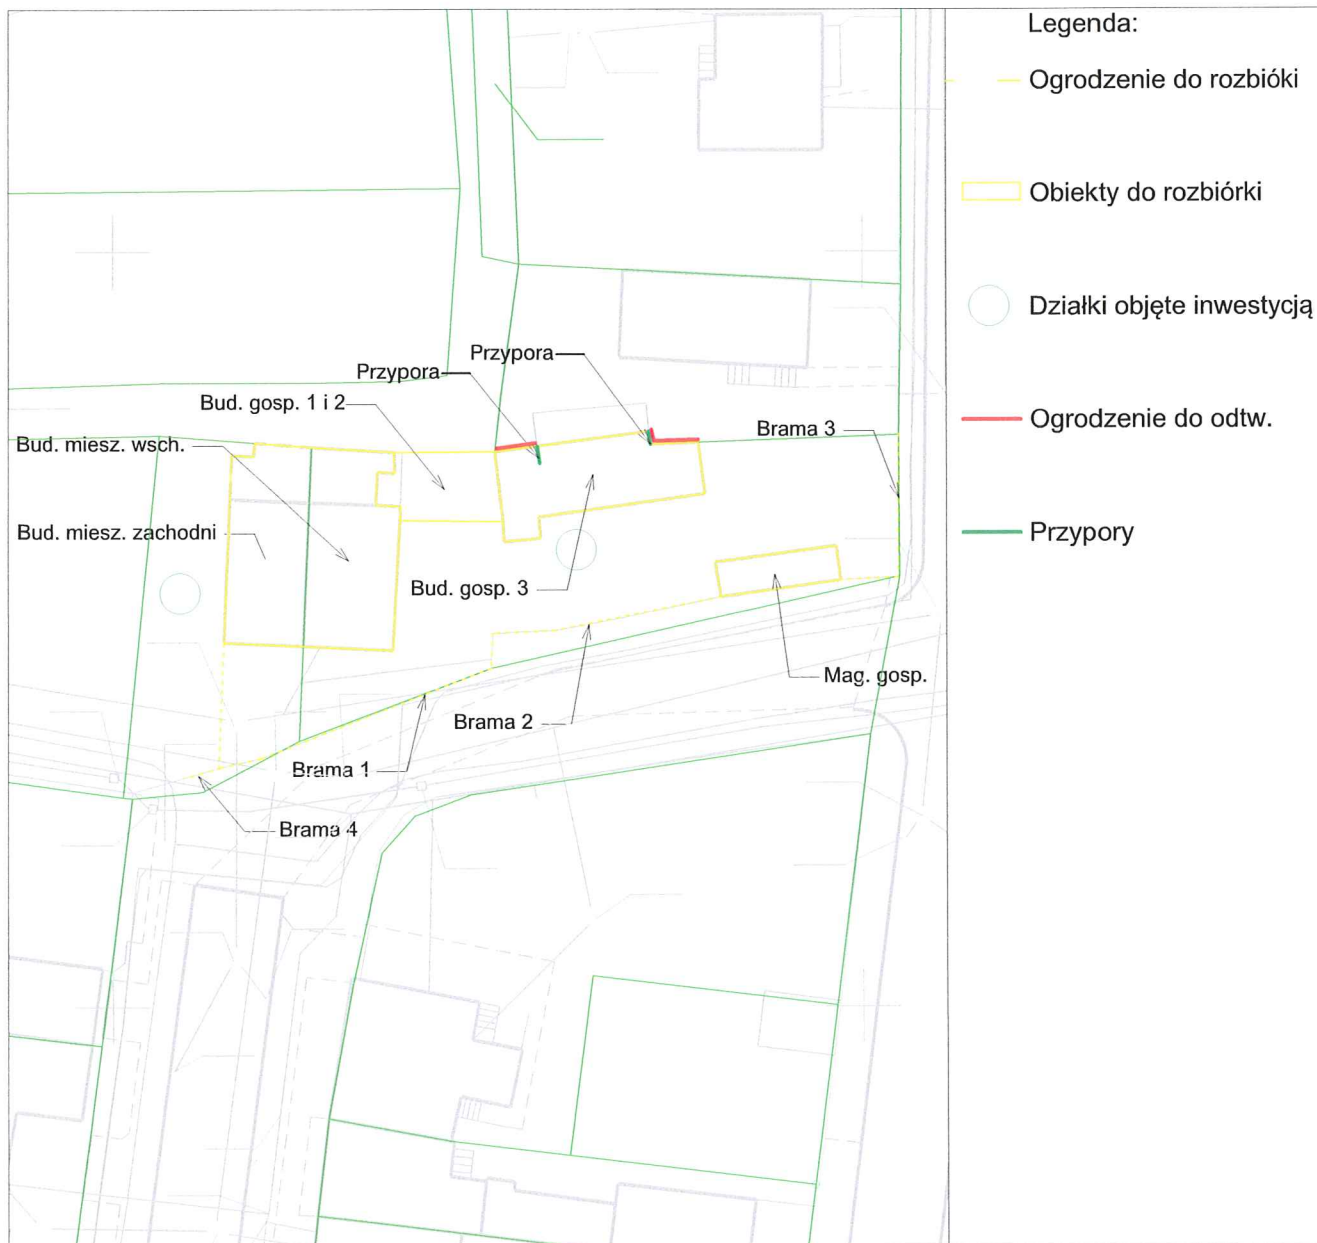 Legenda:
Ogrodzenie do rozbióki
Obiekty do rozbiórki
Działki objęte inwestycją
Ogrodzenie do odtw.
Przypory
Przypora
Przypora
Bud. gosp. 1 i 2
Brama 3
Bud. miesz. wsch.
Bud. miesz. zachodni
Bud. gosp. 3
Mag. gosp.
Brama 2
Brama 1
Brama 4